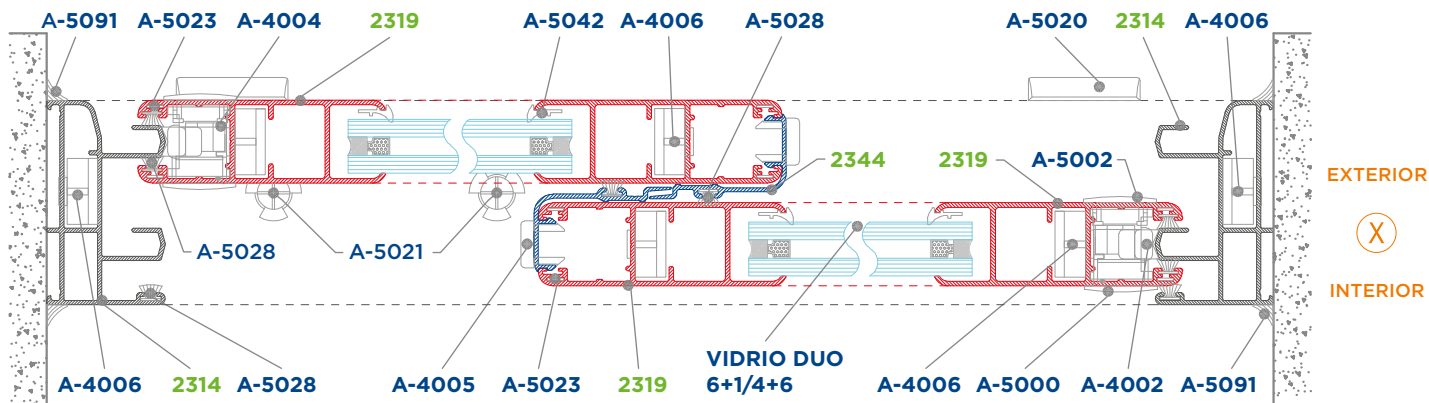 A-5091
A-5023
A-4004
2319
A-5042
A-4006
A-5028
A-5020
2314
A-4006
2344
2319
A-5002
EXTERIOR
X
A-5028
A-5021
INTERIOR
A-4006
2314
A-5028
A-4005
A-5023
2319
VIDRIO DUO
6+1/4+6
A-4006
A-5000
A-4002
A-5091